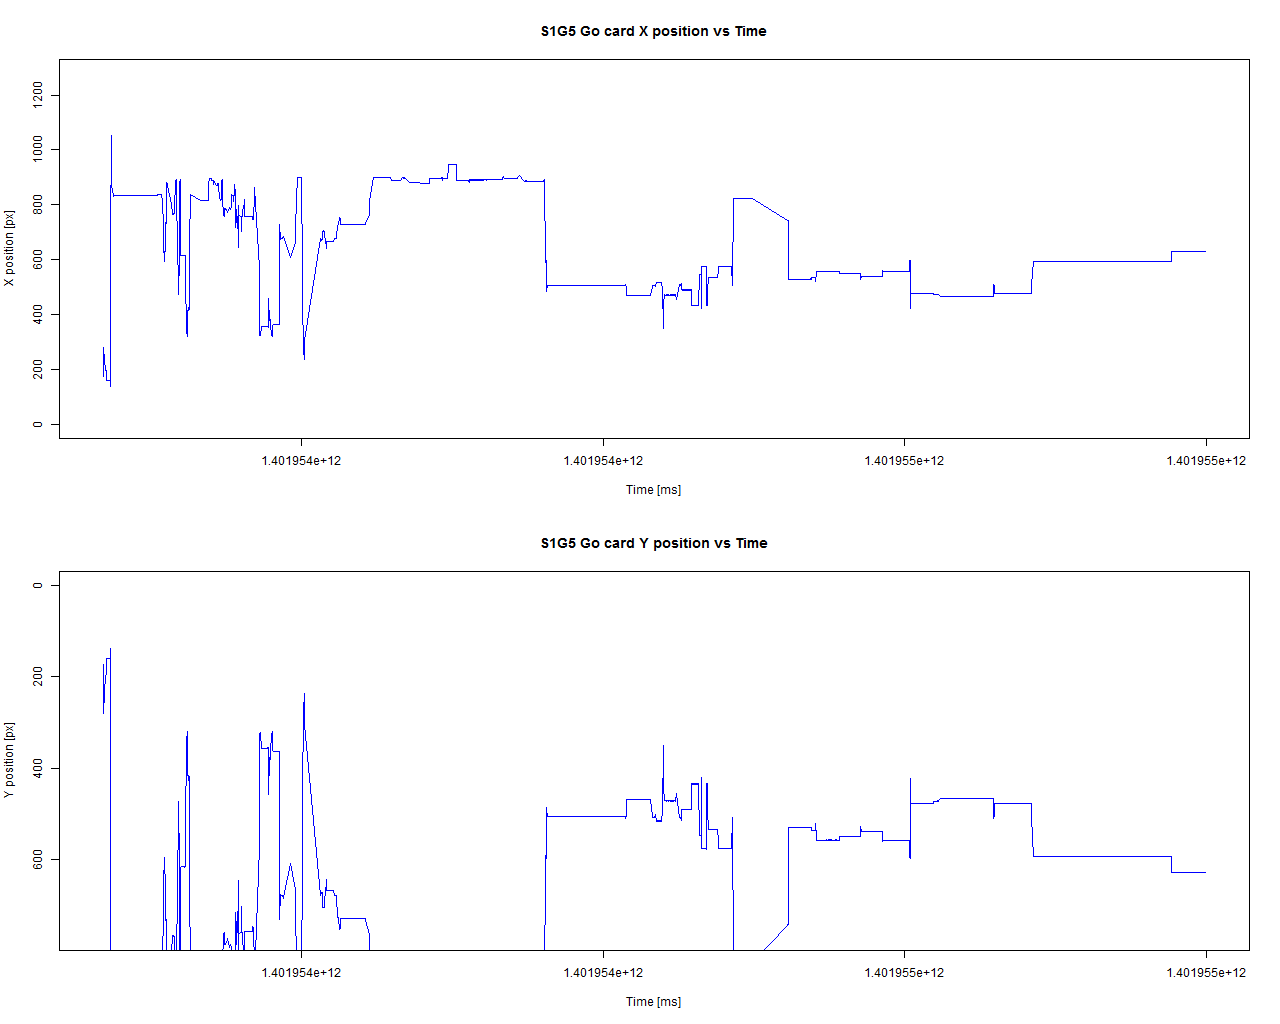 S1G5 Go card X position vs Time
X position [px]
1200
1000
800
600
400
200
0
1.401954e+12 1.401954e+12 1.401955e+12 1.401955e+12
Time [ms]
S1G5 Go card Y position vs Time
Y position [px]
0
200
400
600
1.401954e+12 1.401954e+12 1.401955e+12 1.401955e+12
Time [ms]